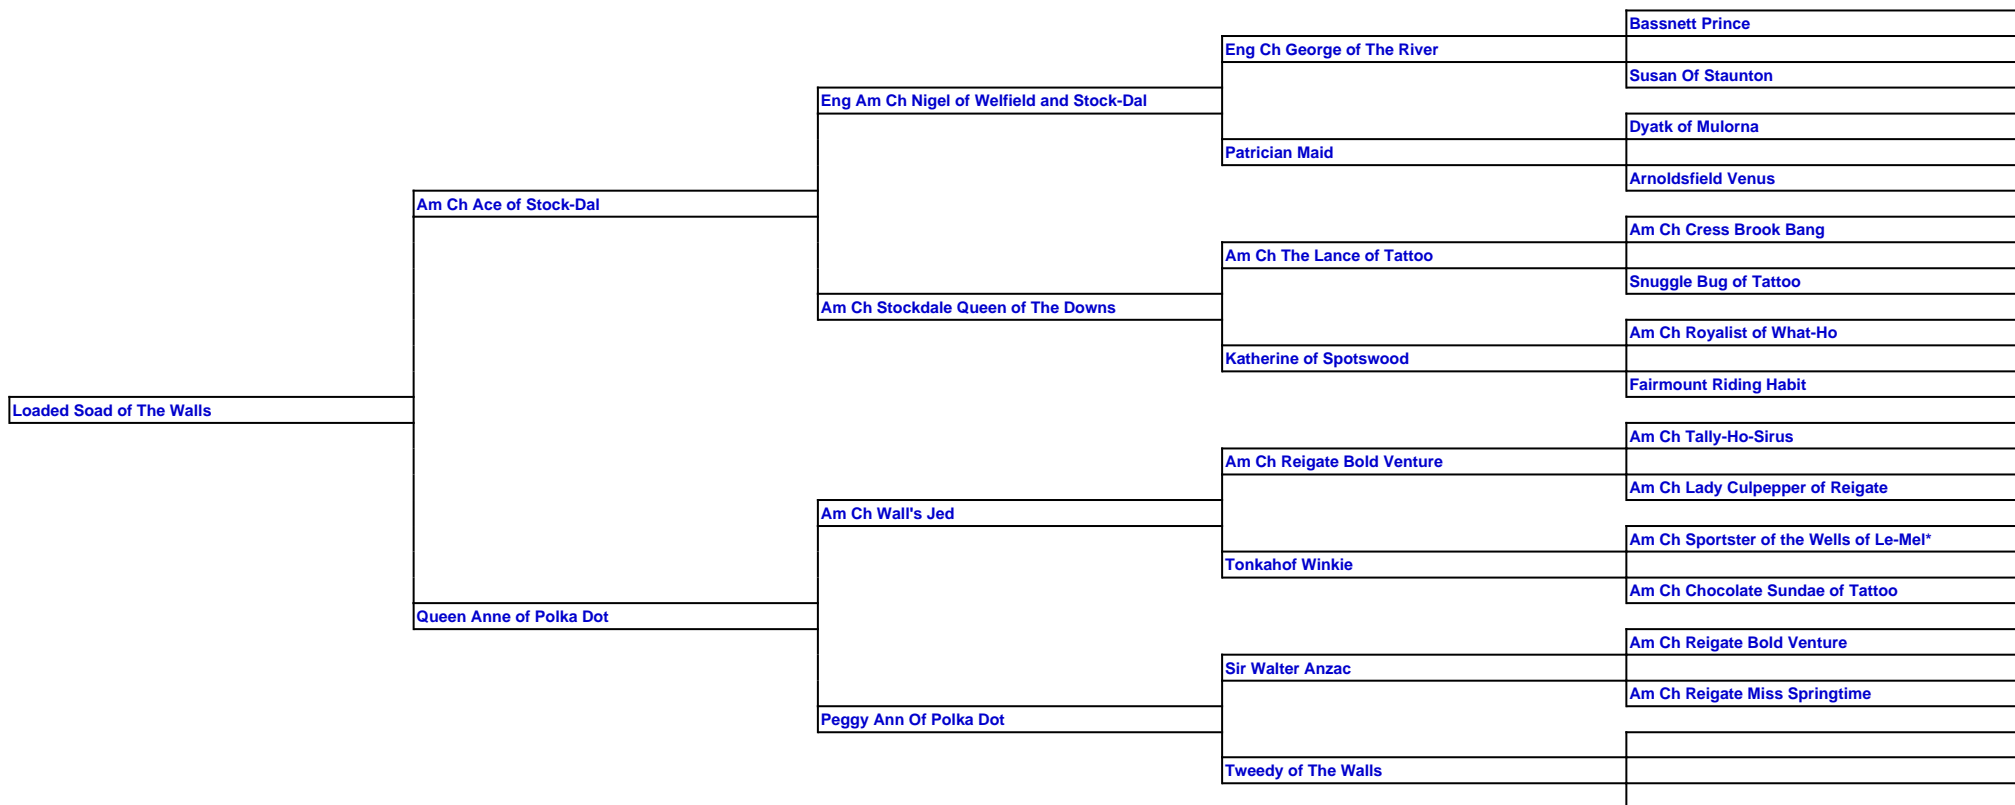 Bassnett Prince
Eng Ch George of The River
Susan Of Staunton
Eng Am Ch Nigel of Welfield and Stock-Dal
Dyatk of Mulorna
Patrician Maid
Arnoldsfield Venus
Am Ch Ace of Stock-Dal
Am Ch Cress Brook Bang
Am Ch The Lance of Tattoo
Snuggle Bug of Tattoo
Am Ch Stockdale Queen of The Downs
Am Ch Royalist of What-Ho
Katherine of Spotswood
Fairmount Riding Habit
Loaded Soad of The Walls
Am Ch Tally-Ho-Sirus
Am Ch Reigate Bold Venture
Am Ch Lady Culpepper of Reigate
Am Ch Wall's Jed
Am Ch Sportster of the Wells of Le-Mel*
Tonkahof Winkie
Am Ch Chocolate Sundae of Tattoo
Queen Anne of Polka Dot
Am Ch Reigate Bold Venture
Sir Walter Anzac
Am Ch Reigate Miss Springtime
Peggy Ann Of Polka Dot
Tweedy of The Walls